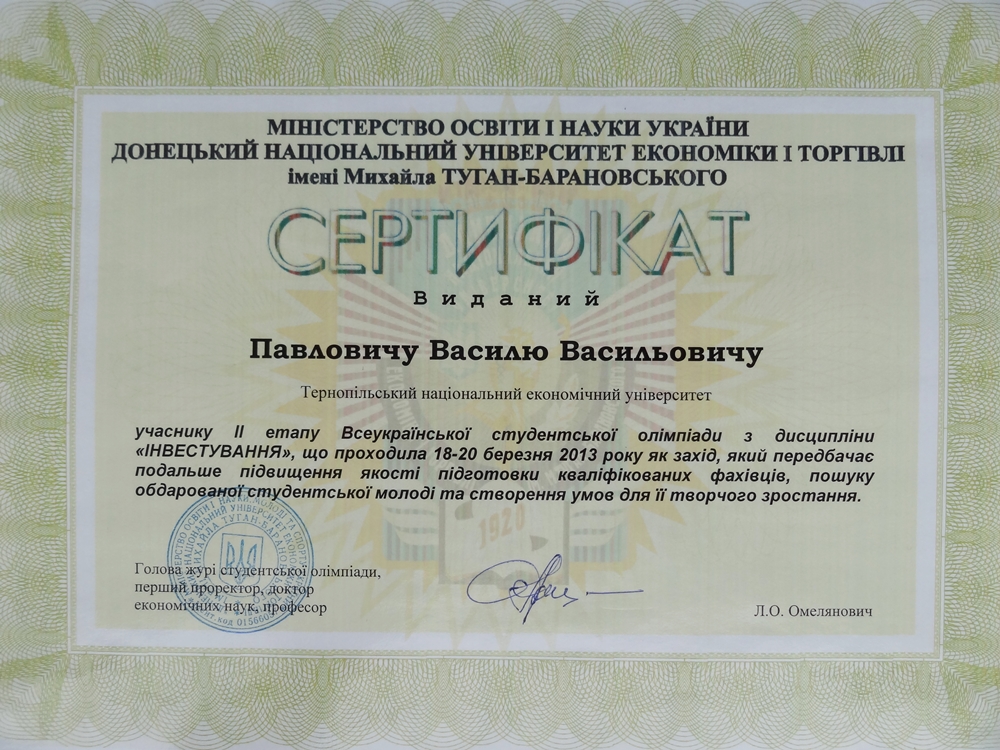 МІНІСТЕРСТВО ОСВІТИ І НАУКИ УКРАЇНИ
ДОНЕЦЬКИЙ НАЦІОНАЛЬНИЙ УНІВЕРСИТЕТ ЕКОНОМІКИ І ТОРГІВЛІ
імені Михайла ТУГАН-БАРАНОВСЬКОГО
СЕРТИФІКАТ
Виданий
Павловичу Василю Васильовичу
Тернопільський національний економічний університет
учаснику ІІ етапу Всеукраїнської студентської олімпіади з дисципліни
«ІНВЕСТУВАННЯ», що проходила 18-20 березня 2013 року як захід, який передбачає
подальше підвищення якості підготовки кваліфікованих фахівців, пошуку
обдарованої студентської молоді та створення умов для її творчого зростання.
1920
Голова журі студентської олімпіади,
перший проректор, доктор
економічних наук, професор
Л.О. Омелянович